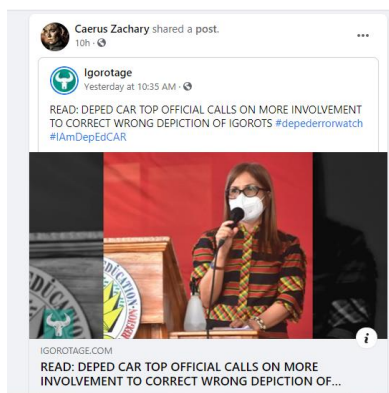 Caerus Zachary shared a post.
10h ·
Igorotage
Yesterday at 10:35 AM ·
READ: DEPED CAR TOP OFFICIAL CALLS ON MORE INVOLVEMENT
TO CORRECT WRONG DEPICTION OF IGOROTS #depederrorwatch
#IAmDepEdCAR
IGOROTAGE.COM
READ: DEPED CAR TOP OFFICIAL CALLS ON MORE
INVOLVEMENT TO CORRECT WRONG DEPICTION OF...